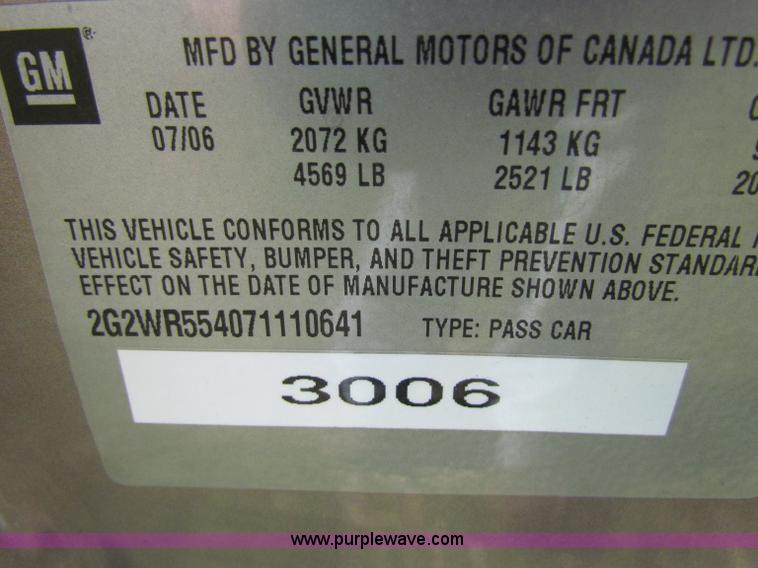 GM
MFD BY GENERAL MOTORS OF CANADA LTD.
DATE GVWR GAWR FRT
07/06 2072 KG 1143 KG
4569 LB 2521 LB 20
THIS VEHICLE CONFORMS TO ALL APPLICABLE U.S. FEDERAL
VEHICLE SAFETY, BUMPER, AND THEFT PREVENTION STANDAR
EFFECT ON THE DATE OF MANUFACTURE SHOWN ABOVE.
2G2WR554071110641 TYPE: PASS CAR
3006
www.purplewave.com